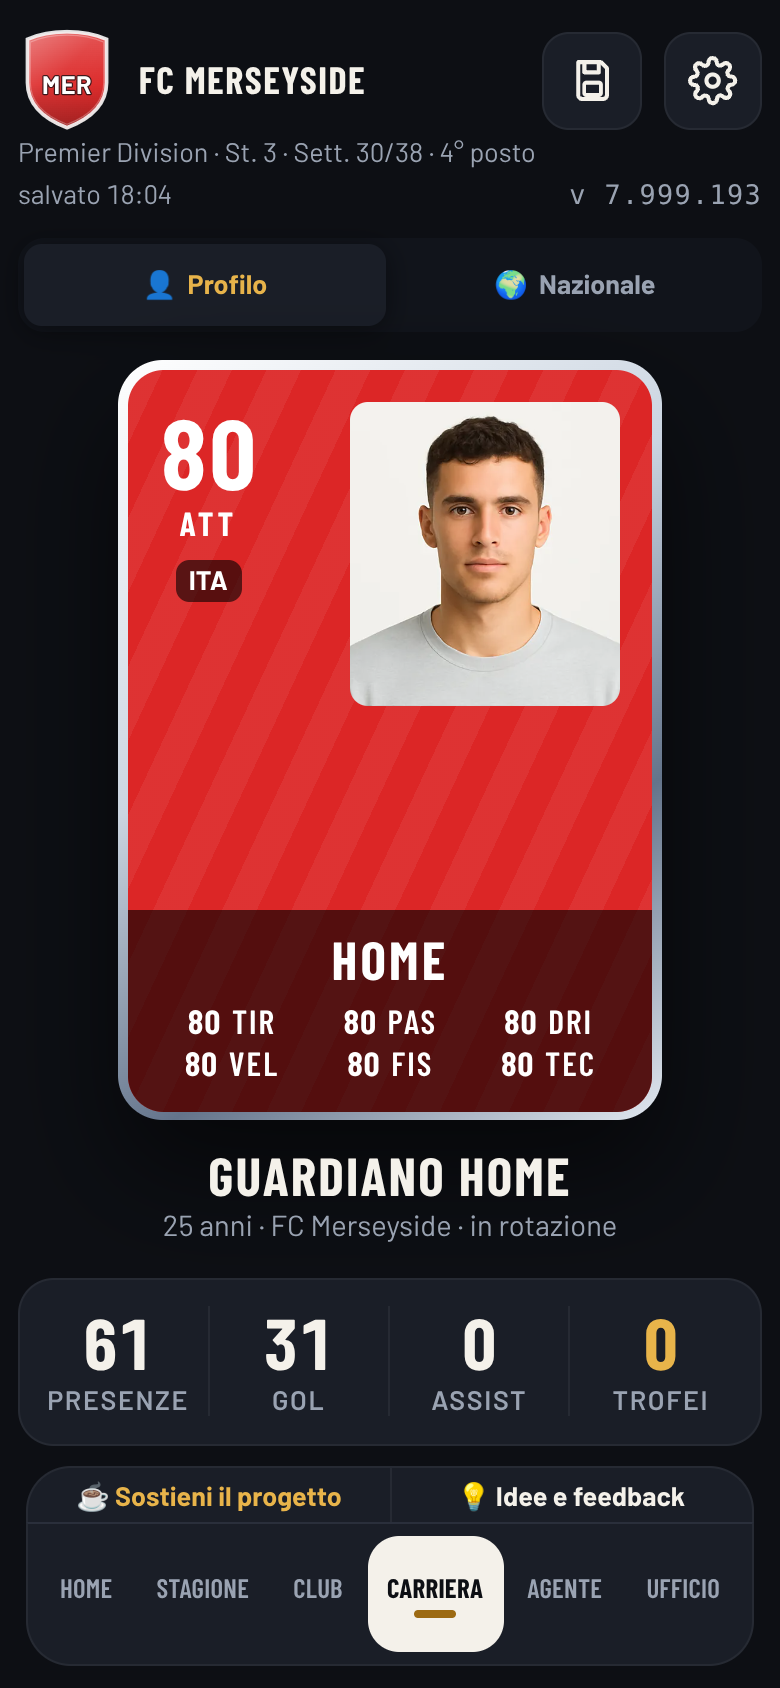 MER
FC MERSEYSIDE
Premier Division · St. 3 · Sett. 30/38 · 4° posto
salvato 18:04
v 7.999.193
Profilo
Nazionale
80
ATT
ITA
HOME
80 TIR 80 PAS 80 DRI
80 VEL 80 FIS 80 TEC
GUARDIANO HOME
25 anni · FC Merseyside · in rotazione
61 31 0 0
PRESENZE GOL ASSIST TROFEI
Sostieni il progetto Idee e feedback
HOME STAGIONE CLUB CARRIERA AGENTE UFFICIO